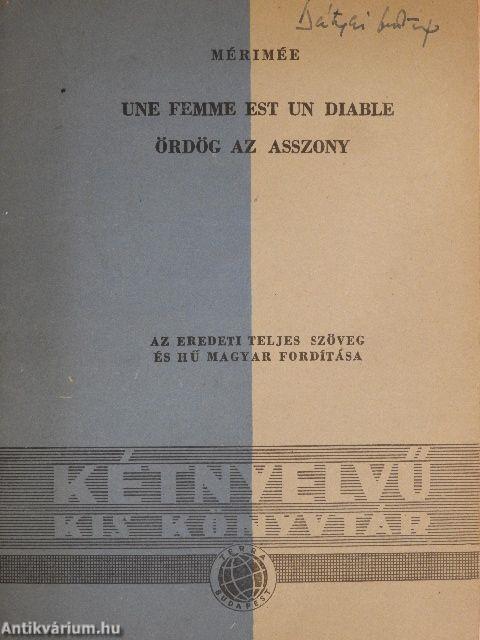 MÉRIMÉE
UNE FEMME EST UN DIABLE
ÖRDÖG AZ ASSZONY
AZ EREDETI TELJES SZÖVEG
ÉS HŰ MAGYAR FORDÍTÁSA
KÉTNYELVŰ
KIS KÖNYVTÁR
TERRA
BUDAPEST
Antikvárium.hu